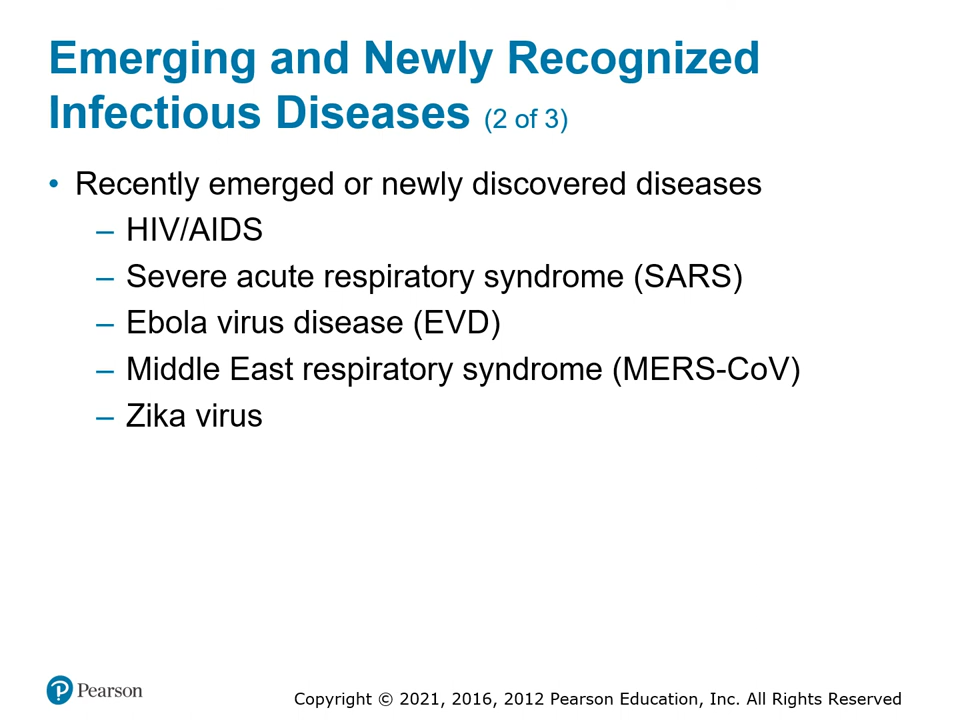 Emerging and Newly Recognized
Infectious Diseases (2 of 3)
• Recently emerged or newly discovered diseases
– HIV/AIDS
– Severe acute respiratory syndrome (SARS)
– Ebola virus disease (EVD)
– Middle East respiratory syndrome (MERS-CoV)
– Zika virus
Pearson
Copyright © 2021, 2016, 2012 Pearson Education, Inc. All Rights Reserved